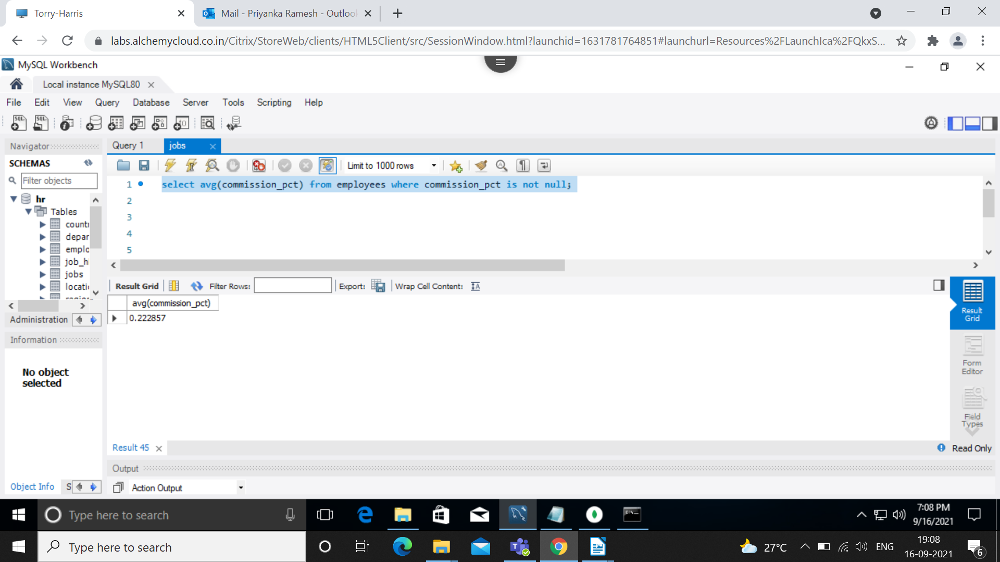 Torry-Harris
Mail - Priyanka Ramesh - Outloo
labs.alchemycloud.co.in/Citrix/StoreWeb/clients/HTML5Client/src/SessionWindow.html?launchid=1631781764851#launchurl=Resources%2FLaunchIca%2FQkxS...
MySQL Workbench
Local instance MySQL80
File Edit View Query Database Server Tools Scripting Help
Navigator
Query 1
jobs
SCHEMAS
Limit to 1000 rows
Filter objects
1 select avg(commission_pct) from employees where commission_pct is not null;
2
3
4
5
hr
Tables
countr
depar
emplo
job_hi
jobs
locatio
region
Administration
Information
No object
selected
Object Info S
Result Grid Filter Rows: Export: Wrap Cell Content:
avg(commission_pct)
0.222857
Result
Grid
Form
Editor
Field
Types
Result 45
Read Only
Output
Action Output
Type here to search
7:08 PM
9/16/2021
Type here to search
27°C
ENG
19:08
16-09-2021
6